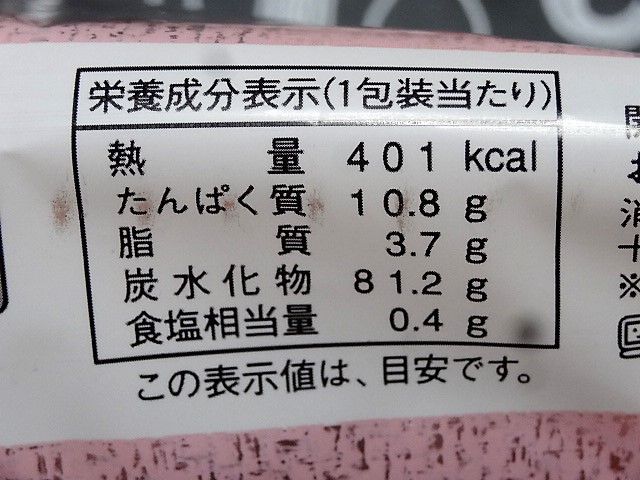 栄養成分表示(1包装当たり)
熱量 401 kcal
たんぱく質 10.8 g
脂質 3.7 g
炭水化物 81.2 g
食塩相当量 0.4 g
この表示値は、目安です。
消
十
※